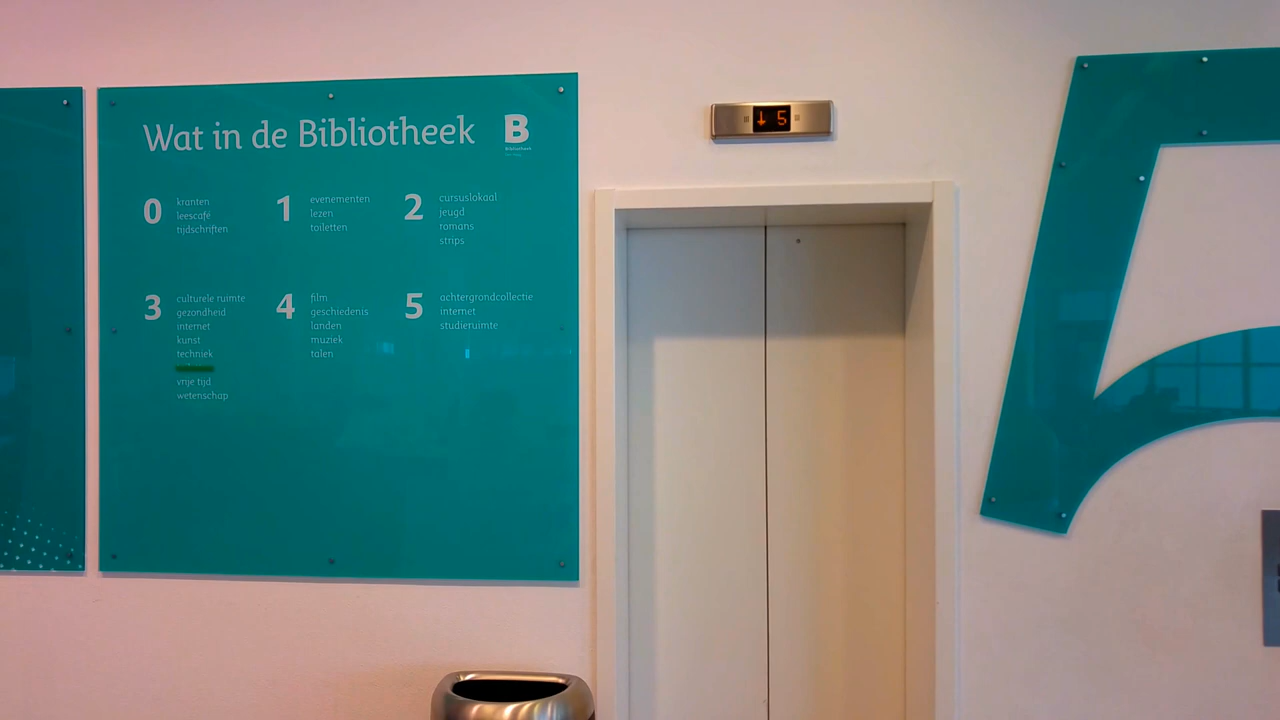 Wat in de Bibliotheek
B
Bibliotheek
0
kranten
leescafé
tijdschriften
1
evenementen
lezen
toiletten
2
cursuslokaal
jeugd
romans
strips
3
culturele ruimte
gezondheid
internet
kunst
techniek
vrije tijd
wetenschap
4
film
geschiedenis
landen
muziek
talen
5
achtergrondcollectie
internet
studieruimte
↓ 5
5